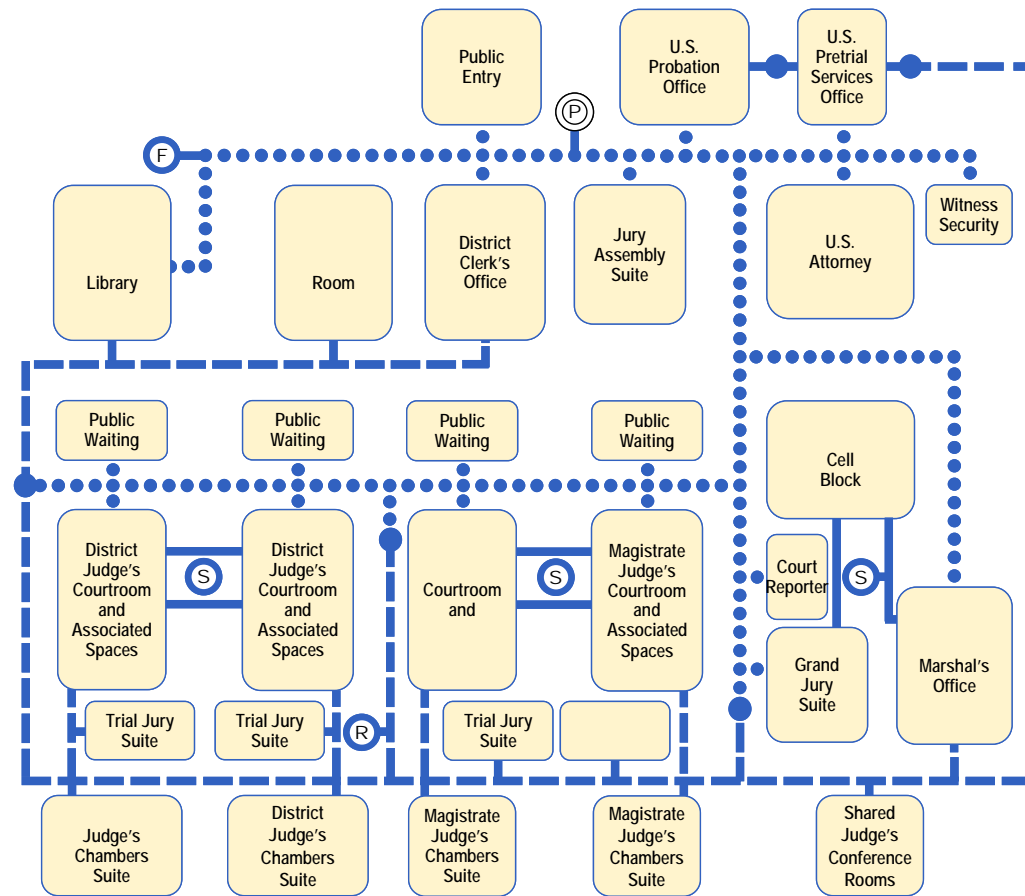 Public
Entry
U.S.
Probation
Office
U.S.
Pretrial
Services
Office
P
F
Library
Room
District
Clerk's
Office
Jury
Assembly
Suite
U.S.
Attorney
Witness
Security
Public
Waiting
Public
Waiting
Public
Waiting
Public
Waiting
Cell
Block
District
Judge's
Courtroom
and
Associated
Spaces
S
District
Judge's
Courtroom
and
Associated
Spaces
Courtroom
and
S
Magistrate
Judge's
Courtroom
and
Associated
Spaces
Court
Reporter
S
Grand
Jury
Suite
Marshal's
Office
Trial Jury
Suite
Trial Jury
Suite
R
Trial Jury
Suite
Judge's
Chambers
Suite
District
Judge's
Chambers
Suite
Magistrate
Judge's
Chambers
Suite
Magistrate
Judge's
Chambers
Suite
Shared
Judge's
Conference
Rooms